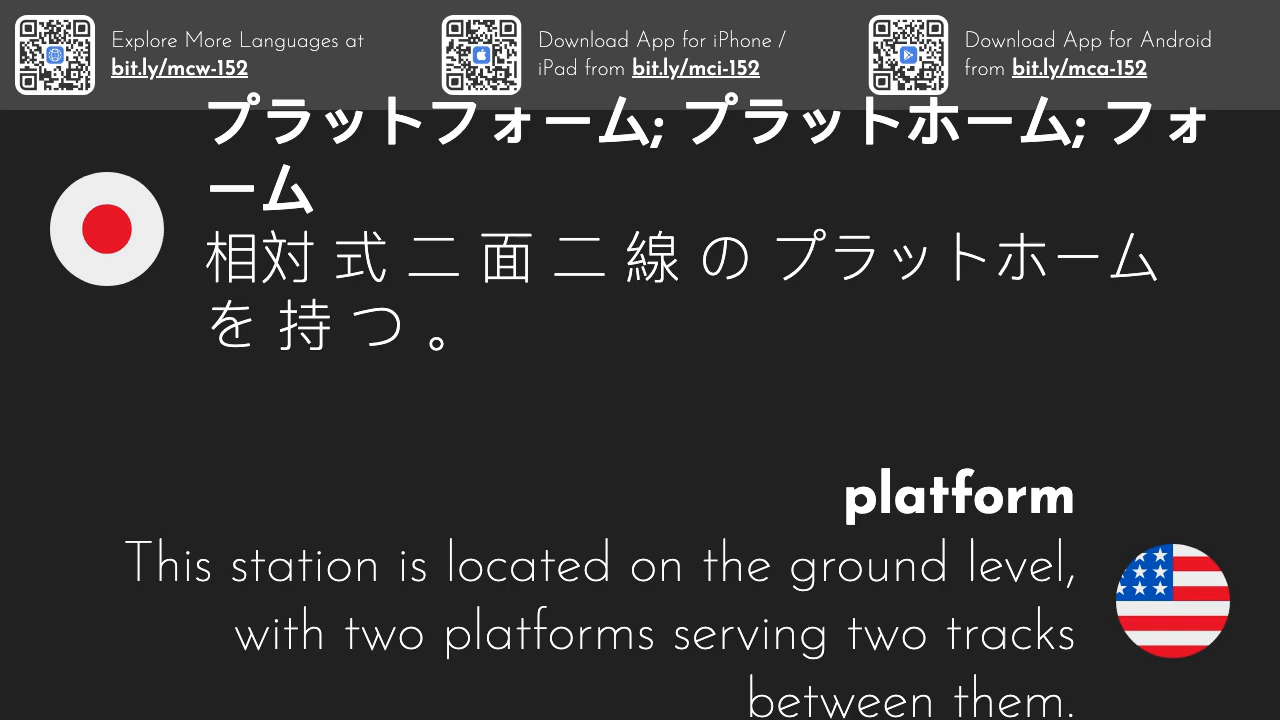 Explore More Languages at
bit.ly/mcw-152
Download App for iPhone /
iPad from bit.ly/mci-152
Download App for Android
from bit.ly/mca-152
プラットフォーム; プラットホーム; フォ
ーム
相対 式 二 面 二 線 の プラットホーム
を 持 つ 。
platform
This station is located on the ground level,
with two platforms serving two tracks
between them.